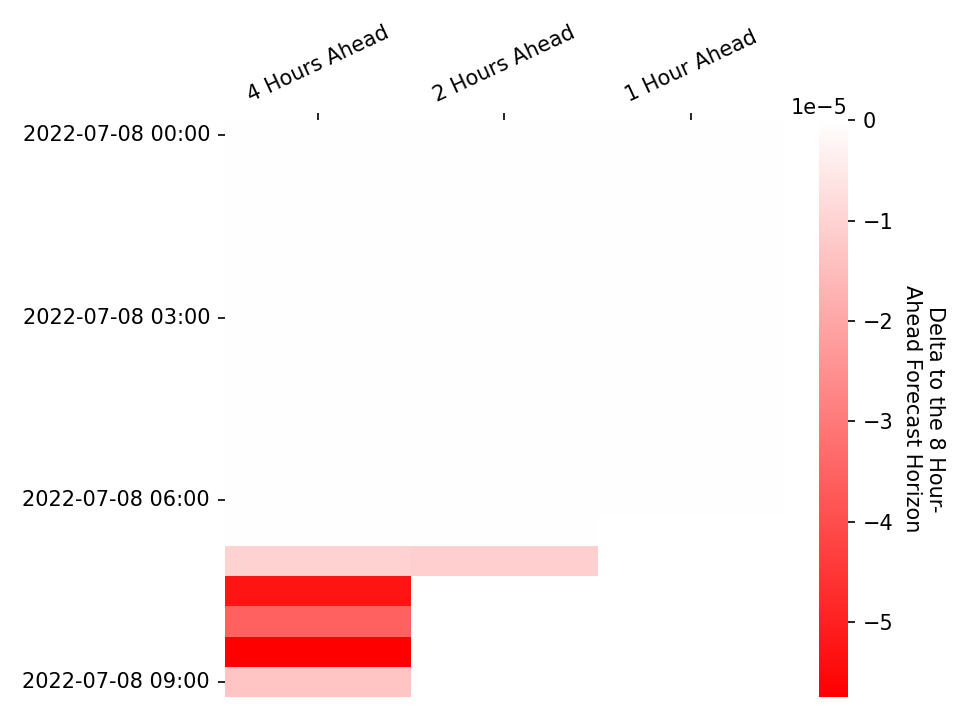 4 Hours Ahead
2 Hours Ahead
1 Hour Ahead
1e−5
2022-07-08 00:00
2022-07-08 03:00
2022-07-08 06:00
2022-07-08 09:00
0
−1
−2
−3
−4
−5
Delta to the 8 Hour-
Ahead Forecast Horizon